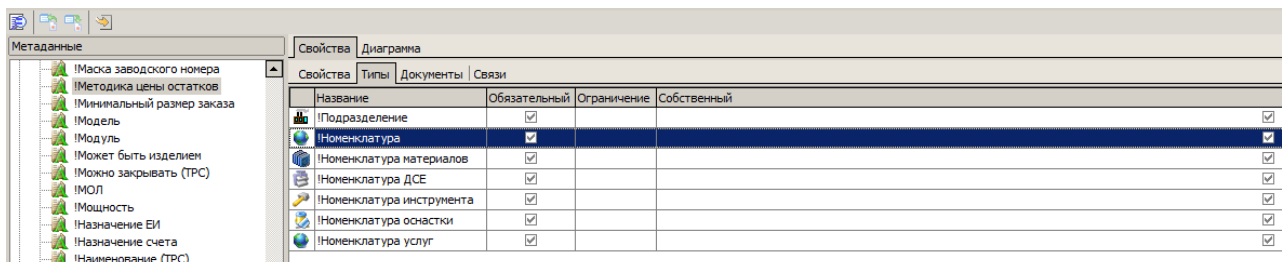 Метаданные
!Маска заводского номера
!Методика цены остатков
!Минимальный размер заказа
!Модель
!Модуль
!Может быть изделием
!Можно закрывать (ТРС)
!МОЛ
!Мощность
!Назначение ЕИ
!Назначение счета
!Наименование (ТРС)
Свойства Диаграмма
Свойства Типы Документы Связи
Название Обязательный Ограничение Собственный
!Подразделение
!Номенклатура
!Номенклатура материалов
!Номенклатура ДСЕ
!Номенклатура инструмента
!Номенклатура оснастки
!Номенклатура услуг